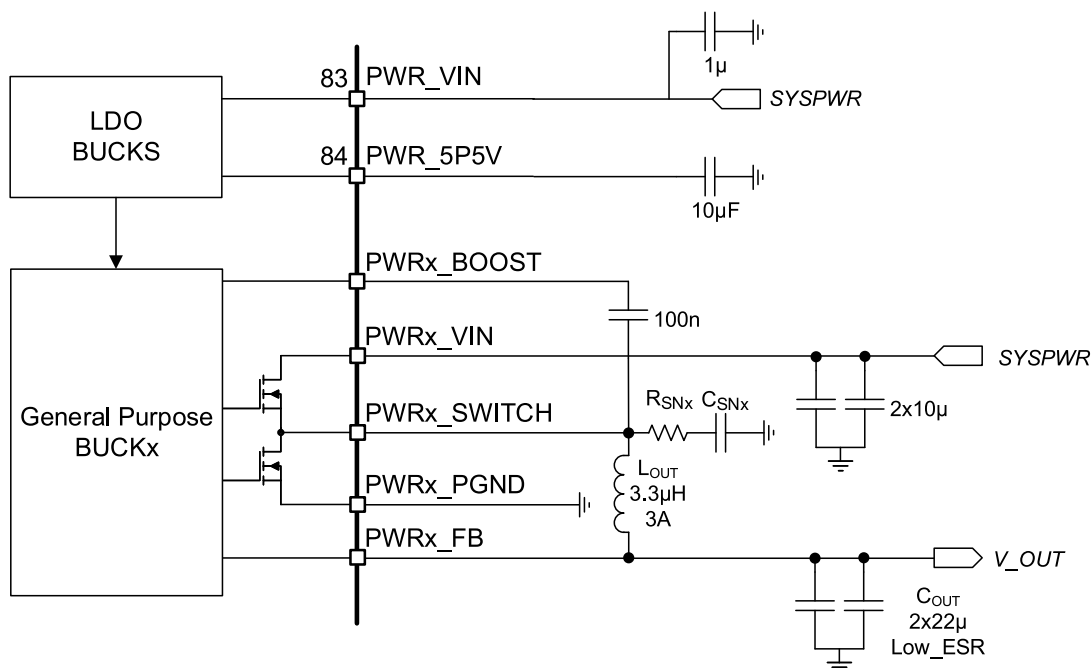 1µ
83 PWR_VIN
SYSPWR
LDO
BUCKS
84 PWR_5P5V
10µF
PWRx_BOOST
100n
PWRx_VIN
SYSPWR
2x10µ
General Purpose
BUCKx
PWRx_SWITCH
RSNx CSNx
LOUT
3.3µH
3A
PWRx_PGND
PWRx_FB
V_OUT
COUT
2x22µ
Low_ESR